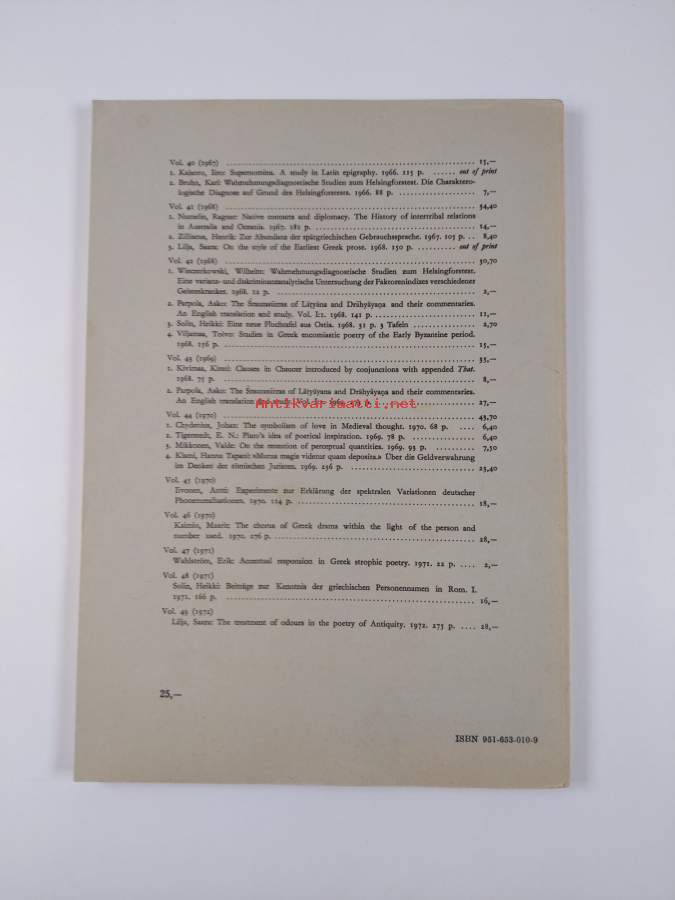 Vol. 40 (1967) ........ 15,—
1. Kajanto, Iiro: Supernomina. A study in Latin epigraphy. 1966. 115 p. ...... out of print
2. Bruhn, Karl: Wahrnehmungsdiagnostische Studien zum Helsingforstest. Die Charaktero-
logische Diagnose auf Grund des Helsingforstests. 1966. 88 p. ........ 7,—
Vol. 41 (1968) ........ 34,40
1. Numelin, Ragnar: Native contacts and diplomacy. The History of intertribal relations
in Australia and Oceania. 1967. 182 p. ........ 14,—
2. Zilliacus, Henrik: Zur Abundanz der spätgriechischen Gebrauchssprache. 1967. 105 p. .. 8,40
3. Lilja, Saara: On the style of the Earliest Greek prose. 1968. 150 p. ........ out of print
Vol. 42 (1968) ........ 30,70
1. Winczerkowski, Wilhelm: Wahrnehmungsdiagnostische Studien zum Helsingforstest.
Eine varianz- und diskriminanzanalytische Untersuchung der Faktorenindizes verschiedener
Geisteskranker. 1968. 12 p. ........ 2,—
2. Parpola, Asko: The Śrautasūtras of Lāṭyāyana and Drāhyāyaṇa and their commentaries.
An English translation and study. Vol. I:1. 1968. 141 p. ........ 11,—
3. Solin, Heikki: Eine neue Fluchtafel aus Ostia. 1968. 31 p. 3 Tafeln ........ 2,70
4. Viljamaa, Toivo: Studies in Greek encomiastic poetry of the Early Byzantine period.
1968. 156 p. ........ 15,—
Vol. 43 (1969) ........ 35,—
1. Kivimaa, Kirsti: Clauses in Chaucer introduced by conjunctions with appended That.
1968. 75 p. ........ 8,—
2. Parpola, Asko: The Śrautasūtras of Lāṭyāyana and Drāhyāyaṇa and their commentaries.
An English translation and study. Vol. I:2. 1969. p. ........ 27,—
Antikvariaatti.net
Vol. 44 (1970) ........ 43,70
1. Chydenius, Johan: The symbolism of love in Medieval thought. 1970. 68 p. .... 6,40
2. Tigerstedt, E. N.: Plato's idea of poetical inspiration. 1969. 78 p. ........ 6,40
3. Mikkonen, Valde: On the retention of perceptual quantities. 1969. 93 p. ........ 7,50
4. Klami, Hannu Tapani: »Mutua magis videtur quam deposita.» Über die Geldverwahrung
im Denken der römischen Juristen. 1969. 256 p. ........ 23,40
Vol. 45 (1970)
Iivonen, Antti: Experimente zur Erklärung der spektralen Variationen deutscher
Phonemrealisationen. 1970. 214 p. ........ 18,—
Vol. 46 (1970)
Kaimio, Maarit: The chorus of Greek drama within the light of the person and
number used. 1970. 276 p. ........ 28,—
Vol. 47 (1971)
Wahlström, Erik: Accentual responsion in Greek strophic poetry. 1971. 22 p. .... 2,—
Vol. 48 (1971)
Solin, Heikki: Beiträge zur Kenntnis der griechischen Personennamen in Rom. I.
1971. 166 p. ........ 16,—
Vol. 49 (1972)
Lilja, Saara: The treatment of odours in the poetry of Antiquity. 1972. 275 p. .... 28,—
25,—
ISBN 951-653-010-9